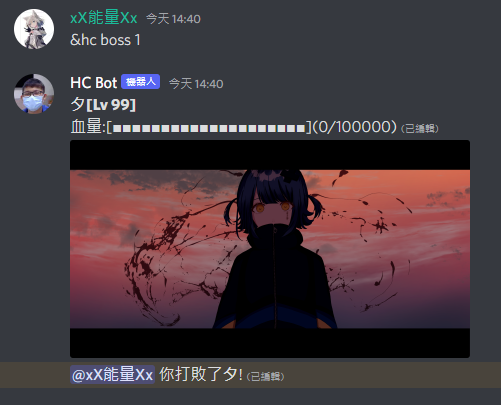 xX能量Xx 今天 14:40
&hc boss 1
HC Bot 機器人 今天 14:40
夕[Lv 99]
血量:[■■■■■■■■■■■■■■■■■■■■](0/100000) (已編輯)
@xX能量Xx 你打敗了夕! (已編輯)